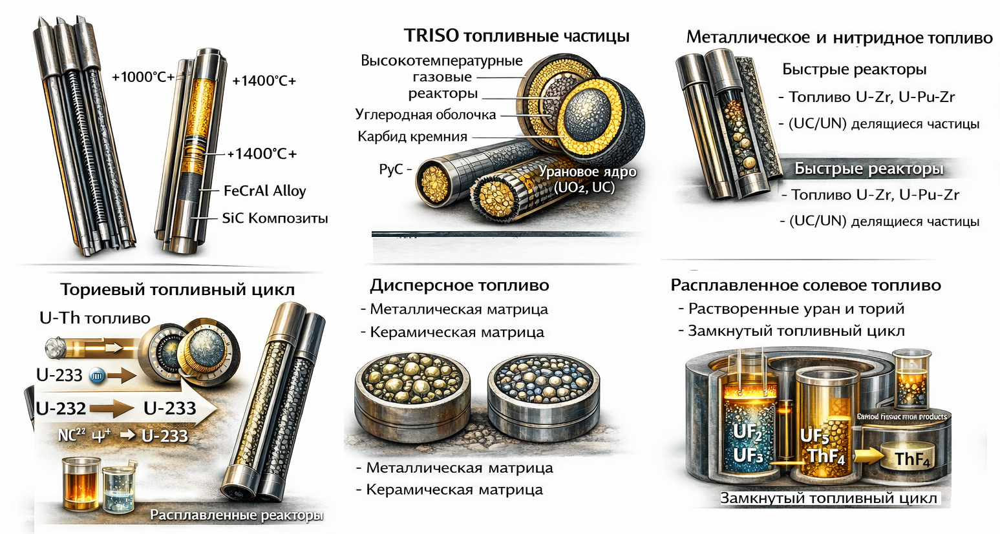 +1000°C+
+1400°C+
+1400°C+
FeCrAl Alloy
SiC Композиты
TRISO топливные частицы
Высокотемпературные
газовые
реакторы
Углеродная оболочка
Карбид кремния
PyC -
Урановое ядро
(UO₂, UC)
Металлическое и нитридное топливо
Быстрые реакторы
- Топливо U-Zr, U-Pu-Zr
- (UC/UN) делящиеся частицы
Быстрые реакторы
- Топливо U-Zr, U-Pu-Zr
- (UC/UN) делящиеся частицы
Ториевый топливный цикл
U-Th топливо
U-233
U-232 U-233
U-233
Расплавленные реакторы
Дисперсное топливо
- Металлическая матрица
- Керамическая матрица
- Металлическая матрица
- Керамическая матрица
Расплавленное солевое топливо
- Растворенные уран и торий
- Замкнутый топливный цикл
products
UF₂
UF₃
UF₅
ThF₄
ThF₄
Замкнутый топливный цикл